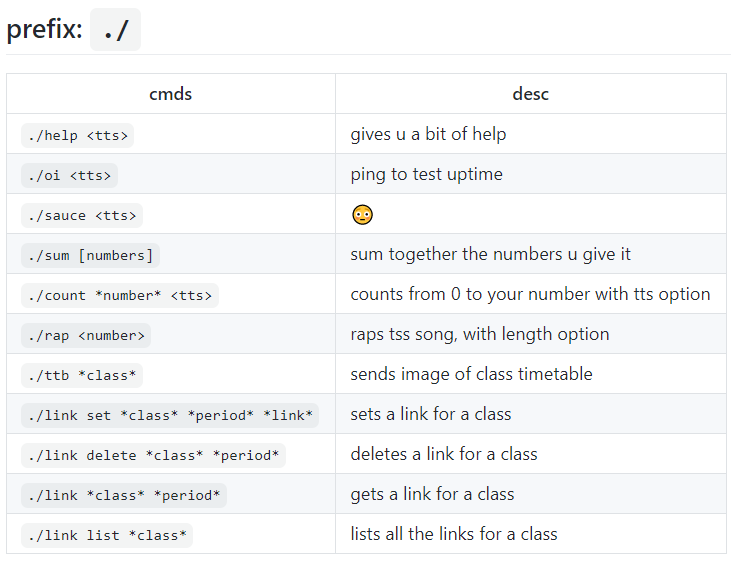 prefix: ./
cmds desc
./help <tts> gives u a bit of help
./oi <tts> ping to test uptime
./sauce <tts> 😳
./sum [numbers] sum together the numbers u give it
./count *number* <tts> counts from 0 to your number with tts option
./rap <number> raps tss song, with length option
./ttb *class* sends image of class timetable
./link set *class* *period* *link* sets a link for a class
./link delete *class* *period* deletes a link for a class
./link *class* *period* gets a link for a class
./link list *class* lists all the links for a class